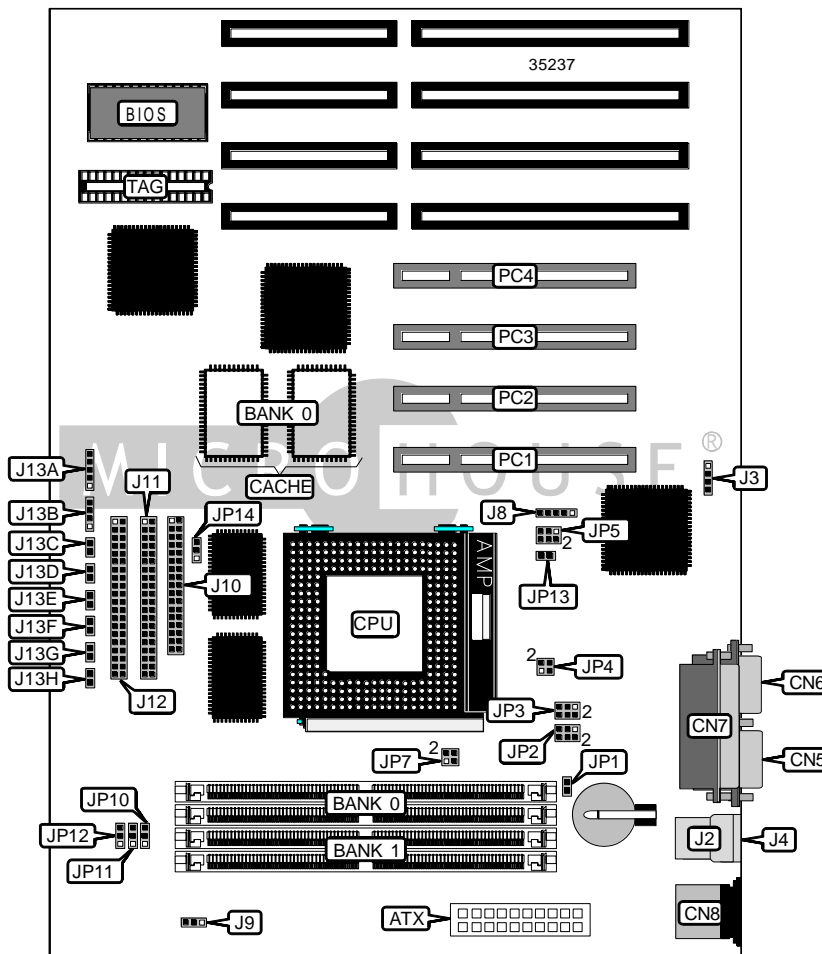 35237
BIOS
TAG
PC4
PC3
PC2
BANK 0
MICRO HOUSE®
PC1
J13A
J11
CACHE
J3
J13B
JP14
J8
JP5
2
J13C
AMP
J13D
J10
JP13
J13E
CPU
J13F
J13G
2
JP4
J13H
J12
CN6
JP3
2
CN7
JP2
2
2
JP7
JP1
CN5
JP10
BANK 0
JP12
J2
J4
BANK 1
JP11
J9
ATX
CN8